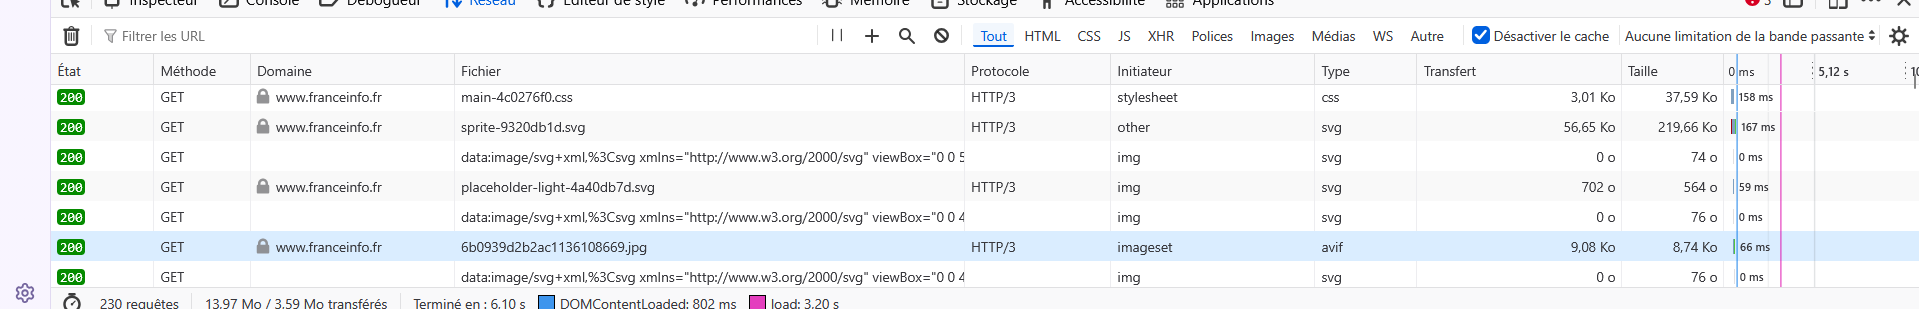 Inspecteur Console Débogueur Réseau Éditeur de style Performances Mémoire Stockage Accessibilité Applications 3
Filtrer les URL Tout HTML CSS JS XHR Polices Images Médias WS Autre Désactiver le cache Aucune limitation de la bande passante
État Méthode Domaine Fichier Protocole Initiateur Type Transfert Taille 0 ms 5,12 s 10
200 GET www.franceinfo.fr main-4c0276f0.css HTTP/3 stylesheet css 3,01 Ko 37,59 Ko 158 ms
200 GET www.franceinfo.fr sprite-9320db1d.svg HTTP/3 other svg 56,65 Ko 219,66 Ko 167 ms
200 GET data:image/svg+xml,%3Csvg xmlns="http://www.w3.org/2000/svg" viewBox="0 0 5 img svg 0 o 74 o 0 ms
200 GET www.franceinfo.fr placeholder-light-4a40db7d.svg HTTP/3 img svg 702 o 564 o 59 ms
200 GET data:image/svg+xml,%3Csvg xmlns="http://www.w3.org/2000/svg" viewBox="0 0 4 img svg 0 o 76 o 0 ms
200 GET www.franceinfo.fr 6b0939d2b2ac1136108669.jpg HTTP/3 imageset avif 9,08 Ko 8,74 Ko 66 ms
200 GET data:image/svg+xml,%3Csvg xmlns="http://www.w3.org/2000/svg" viewBox="0 0 4 img svg 0 o 76 o 0 ms
230 requêtes 13,97 Mo / 3,59 Mo transférés Terminé en : 6,10 s DOMContentLoaded: 802 ms load: 3,20 s